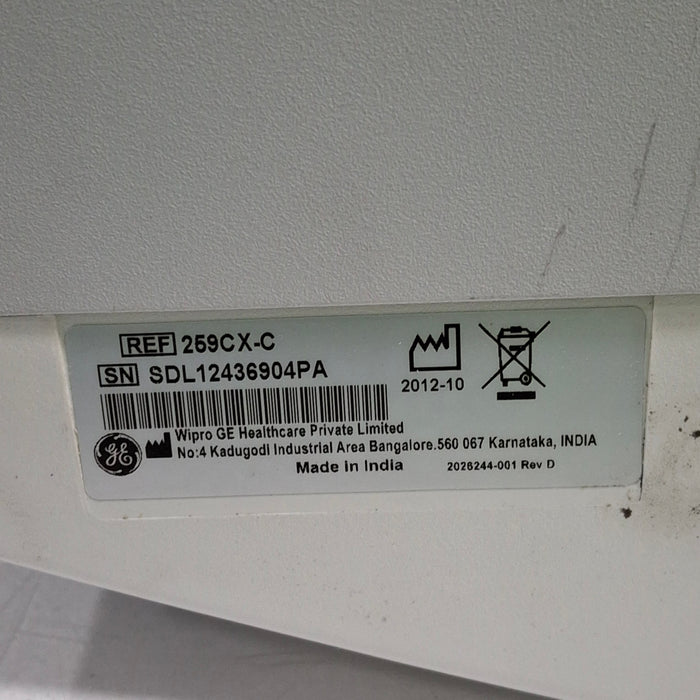 REF 259CX-C
SN SDL12436904PA
2012-10
GE
Wipro GE Healthcare Private Limited
No:4 Kadugodi Industrial Area Bangalore.560 067 Karnataka, INDIA
Made in India
2026244-001 Rev D